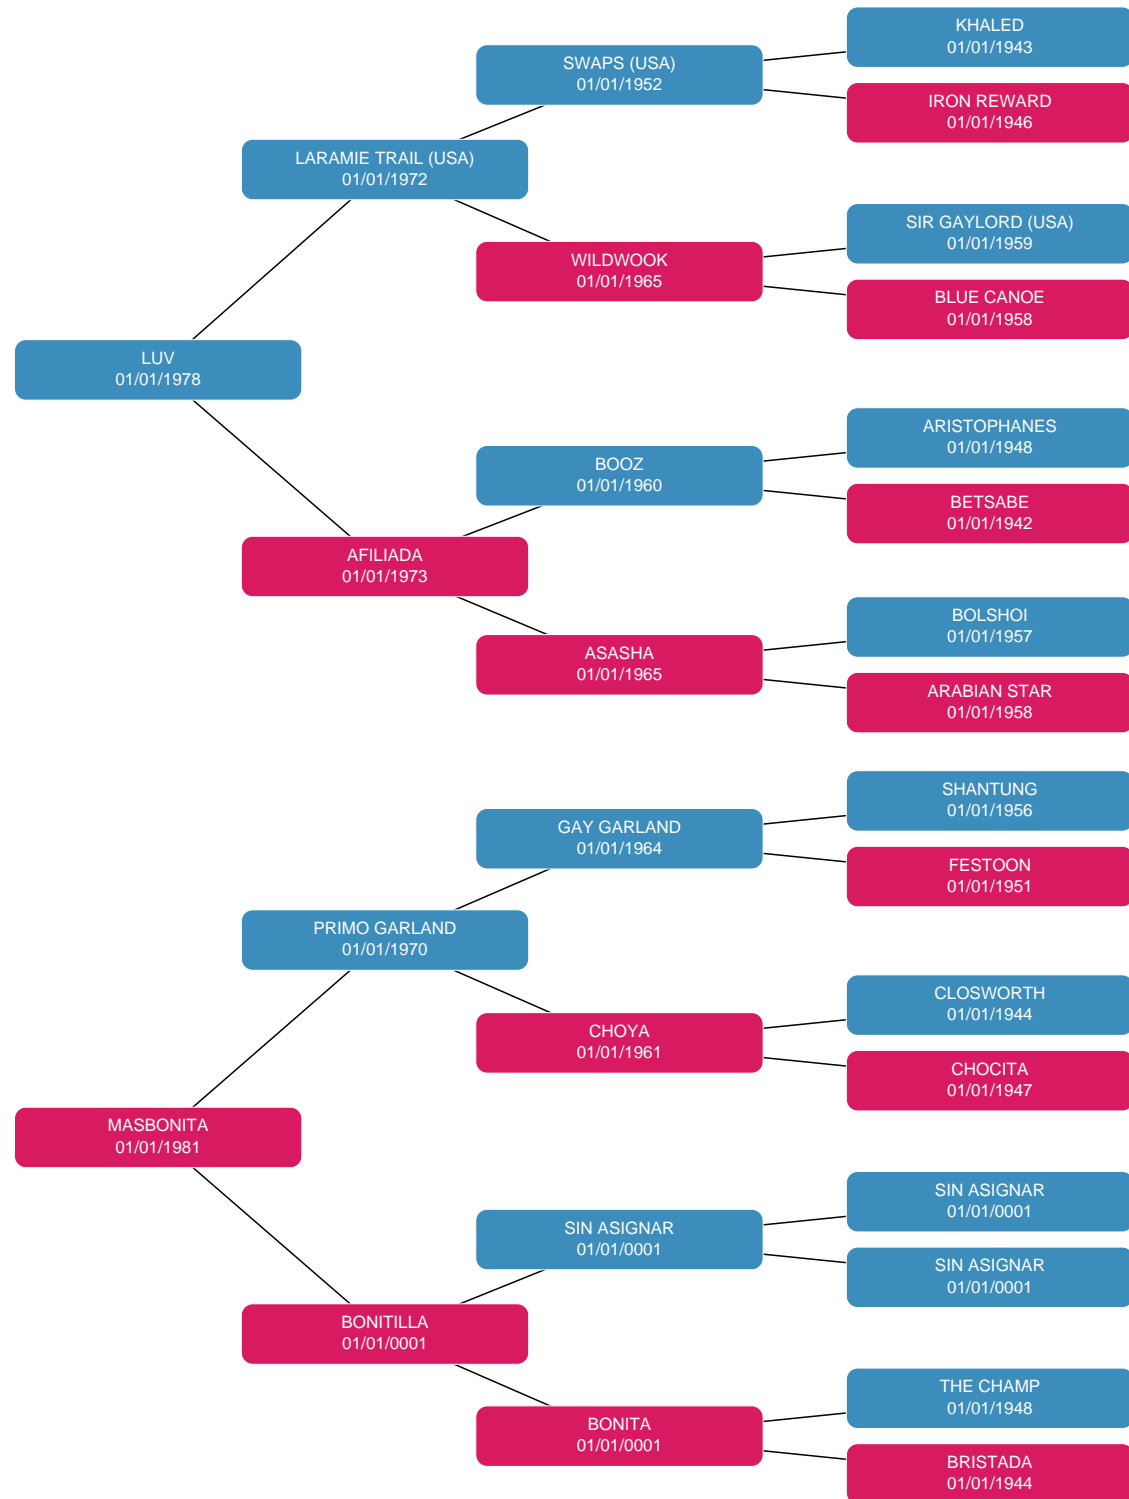 KHALED
01/01/1943
SWAPS (USA)
01/01/1952
IRON REWARD
01/01/1946
LARAMIE TRAIL (USA)
01/01/1972
SIR GAYLORD (USA)
01/01/1959
WILDWOOK
01/01/1965
BLUE CANOE
01/01/1958
LUV
01/01/1978
ARISTOPHANES
01/01/1948
BOOZ
01/01/1960
BETSABE
01/01/1942
AFILIADA
01/01/1973
BOLSHOI
01/01/1957
ASASHA
01/01/1965
ARABIAN STAR
01/01/1958
SHANTUNG
01/01/1956
GAY GARLAND
01/01/1964
FESTOON
01/01/1951
PRIMO GARLAND
01/01/1970
CLOSWORTH
01/01/1944
CHOYA
01/01/1961
CHOCITA
01/01/1947
MASBONITA
01/01/1981
SIN ASIGNAR
01/01/0001
SIN ASIGNAR
01/01/0001
SIN ASIGNAR
01/01/0001
BONITILLA
01/01/0001
THE CHAMP
01/01/1948
BONITA
01/01/0001
BRISTADA
01/01/1944